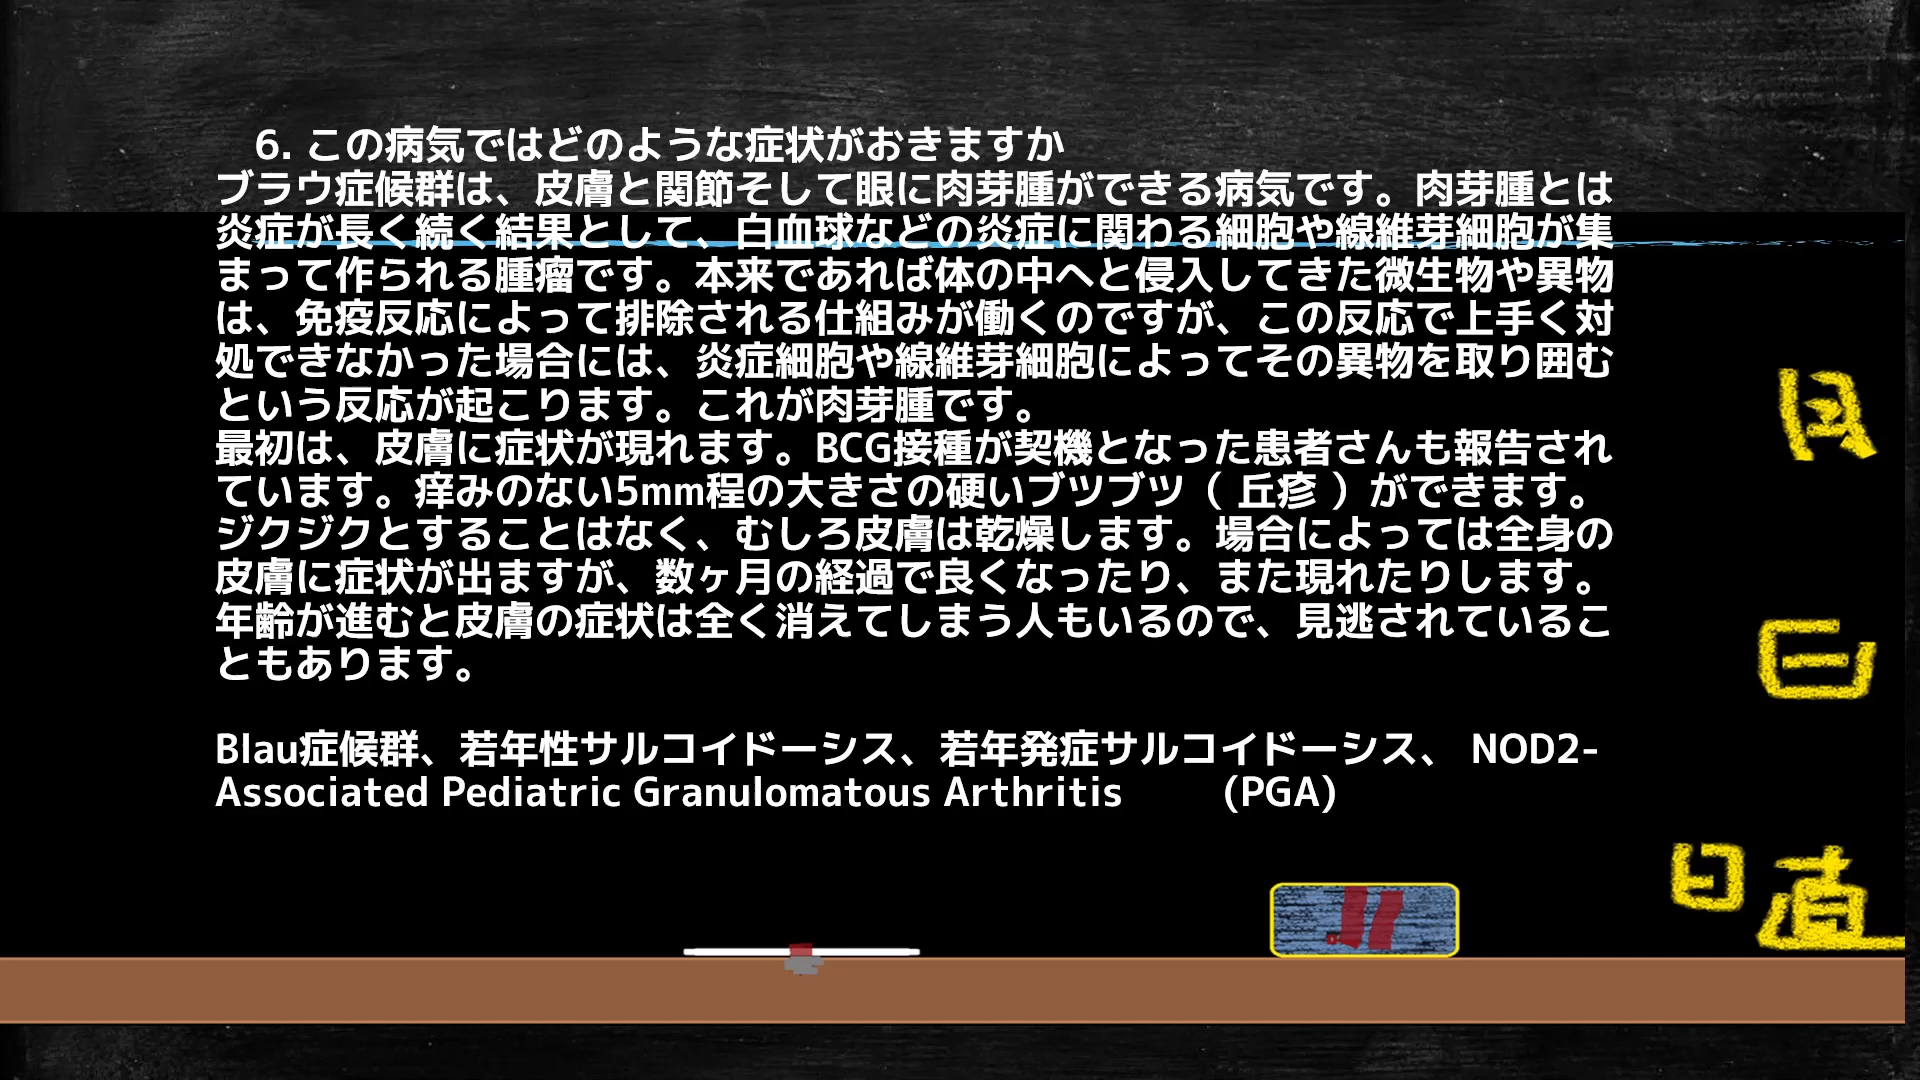 6. この病気ではどのような症状がおきますか
ブラウ症候群は、皮膚と関節そして眼に肉芽腫ができる病気です。肉芽腫とは
炎症が長く続く結果として、白血球などの炎症に関わる細胞や線維芽細胞が集
まって作られる腫瘤です。本来であれば体の中へと侵入してきた微生物や異物
は、免疫反応によって排除される仕組みが働くのですが、この反応で上手く対
処できなかった場合には、炎症細胞や線維芽細胞によってその異物を取り囲む
という反応が起こります。これが肉芽腫です。
最初は、皮膚に症状が現れます。BCG接種が契機となった患者さんも報告され
ています。痒みのない5mm程の大きさの硬いブツブツ（ 丘疹 ）ができます。
ジクジクとすることはなく、むしろ皮膚は乾燥します。場合によっては全身の
皮膚に症状が出ますが、数ヶ月の経過で良くなったり、また現れたりします。
年齢が進むと皮膚の症状は全く消えてしまう人もいるので、見逃されているこ
ともあります。
Blau症候群、若年性サルコイドーシス、若年発症サルコイドーシス、 NOD2-
Associated Pediatric Granulomatous Arthritis (PGA)
日直